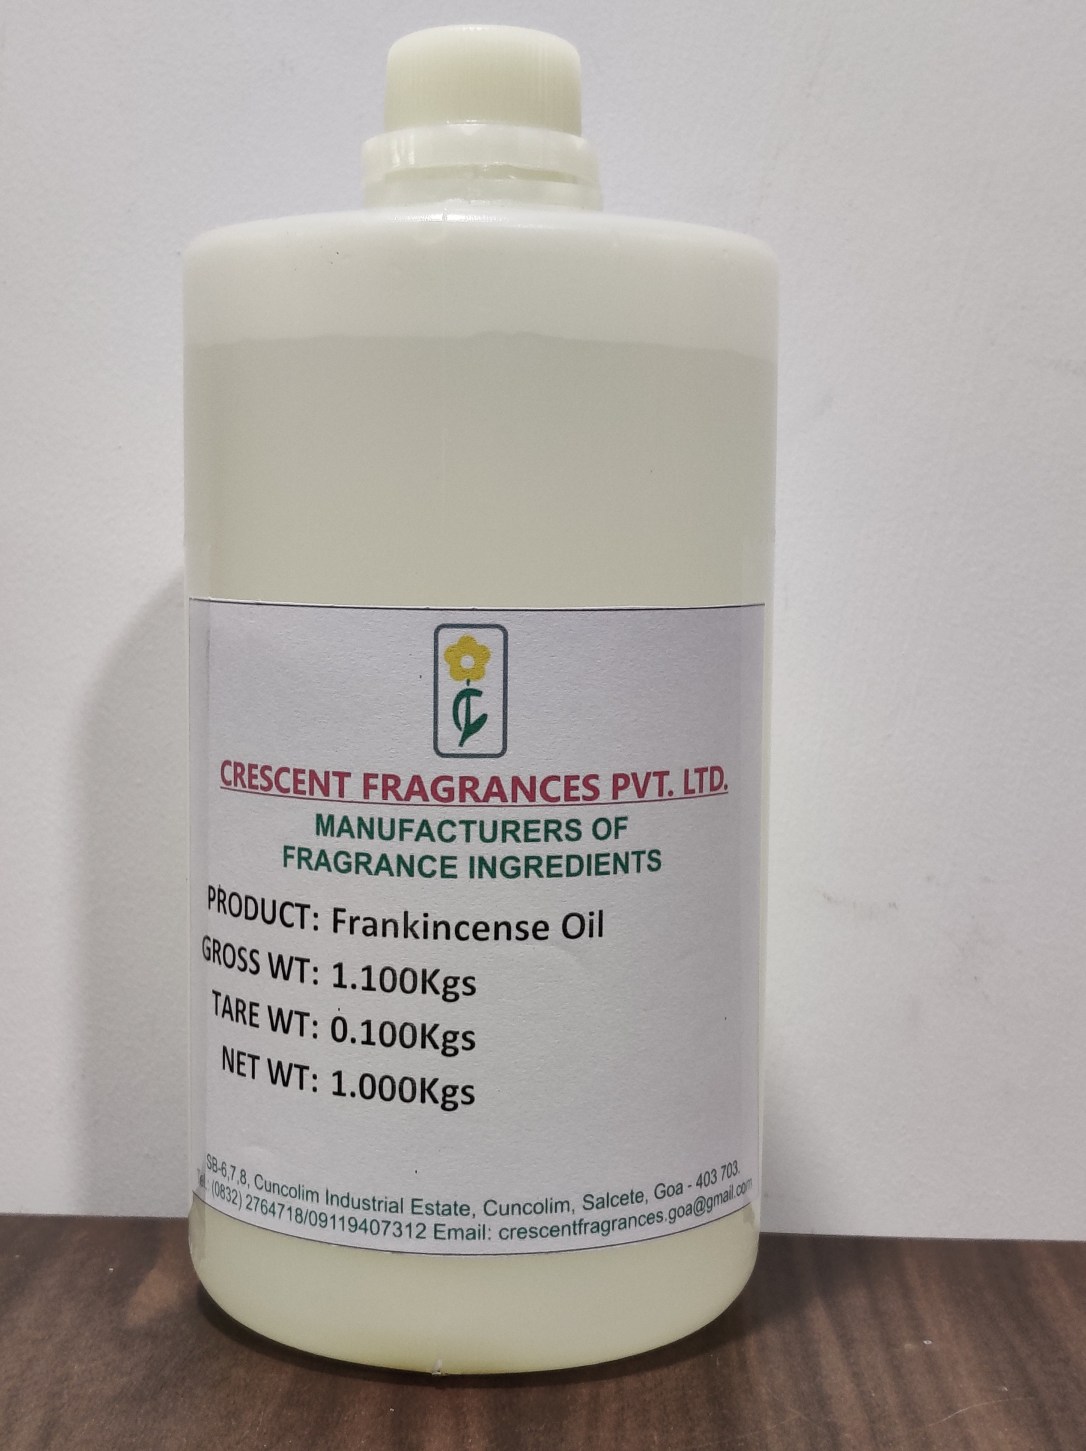 CRESCENT FRAGRANCES PVT. LTD.
MANUFACTURERS OF
FRAGRANCE INGREDIENTS
PRODUCT: Frankincense Oil
GROSS WT: 1.100Kgs
TARE WT: 0.100Kgs
NET WT: 1.000Kgs
SB-6,7,8, Cuncolim Industrial Estate, Cuncolim, Salcete, Goa - 403 703.
(0832) 2764718/09119407312 Email: crescentfragrances.goa@gmail.com